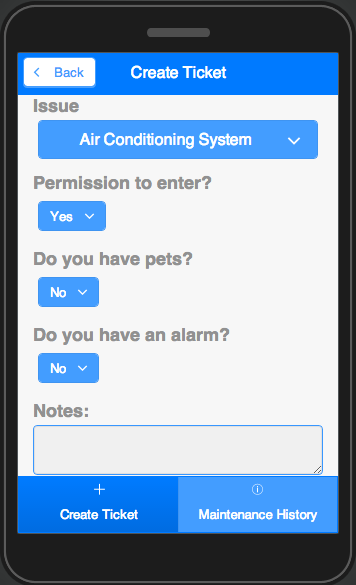 Back
Create Ticket
Issue
Air Conditioning System
Permission to enter?
Yes
Do you have pets?
No
Do you have an alarm?
No
Notes:
Create Ticket
Maintenance History